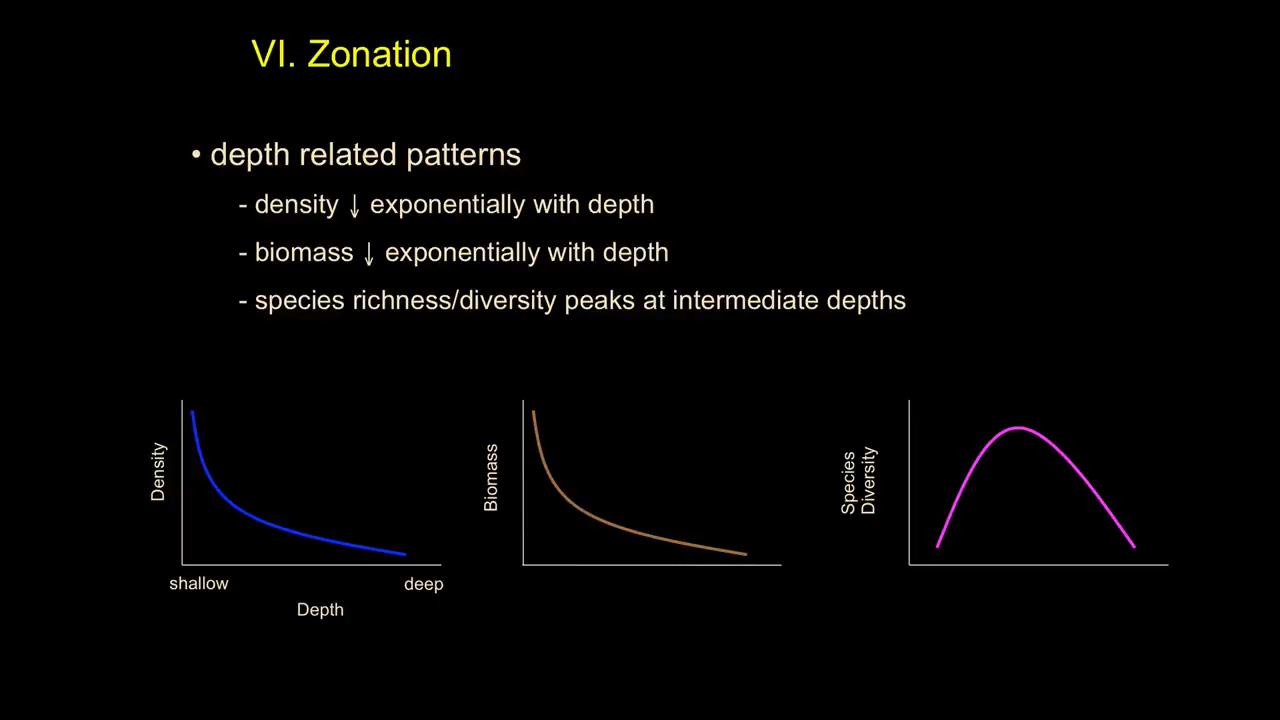 VI. Zonation
• depth related patterns
- density ↓ exponentially with depth
- biomass ↓ exponentially with depth
- species richness/diversity peaks at intermediate depths
Density
shallow
deep
Depth
Biomass
Species
Diversity